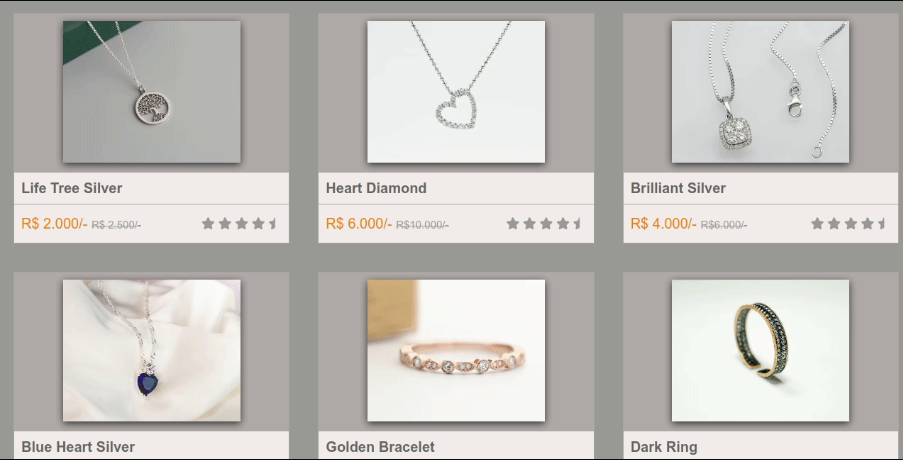 Life Tree Silver
R$ 2.000/- R$ 2.500/-
Heart Diamond
R$ 6.000/- R$10.000/-
Brilliant Silver
R$ 4.000/- R$6.000/-
Blue Heart Silver
Golden Bracelet
Dark Ring